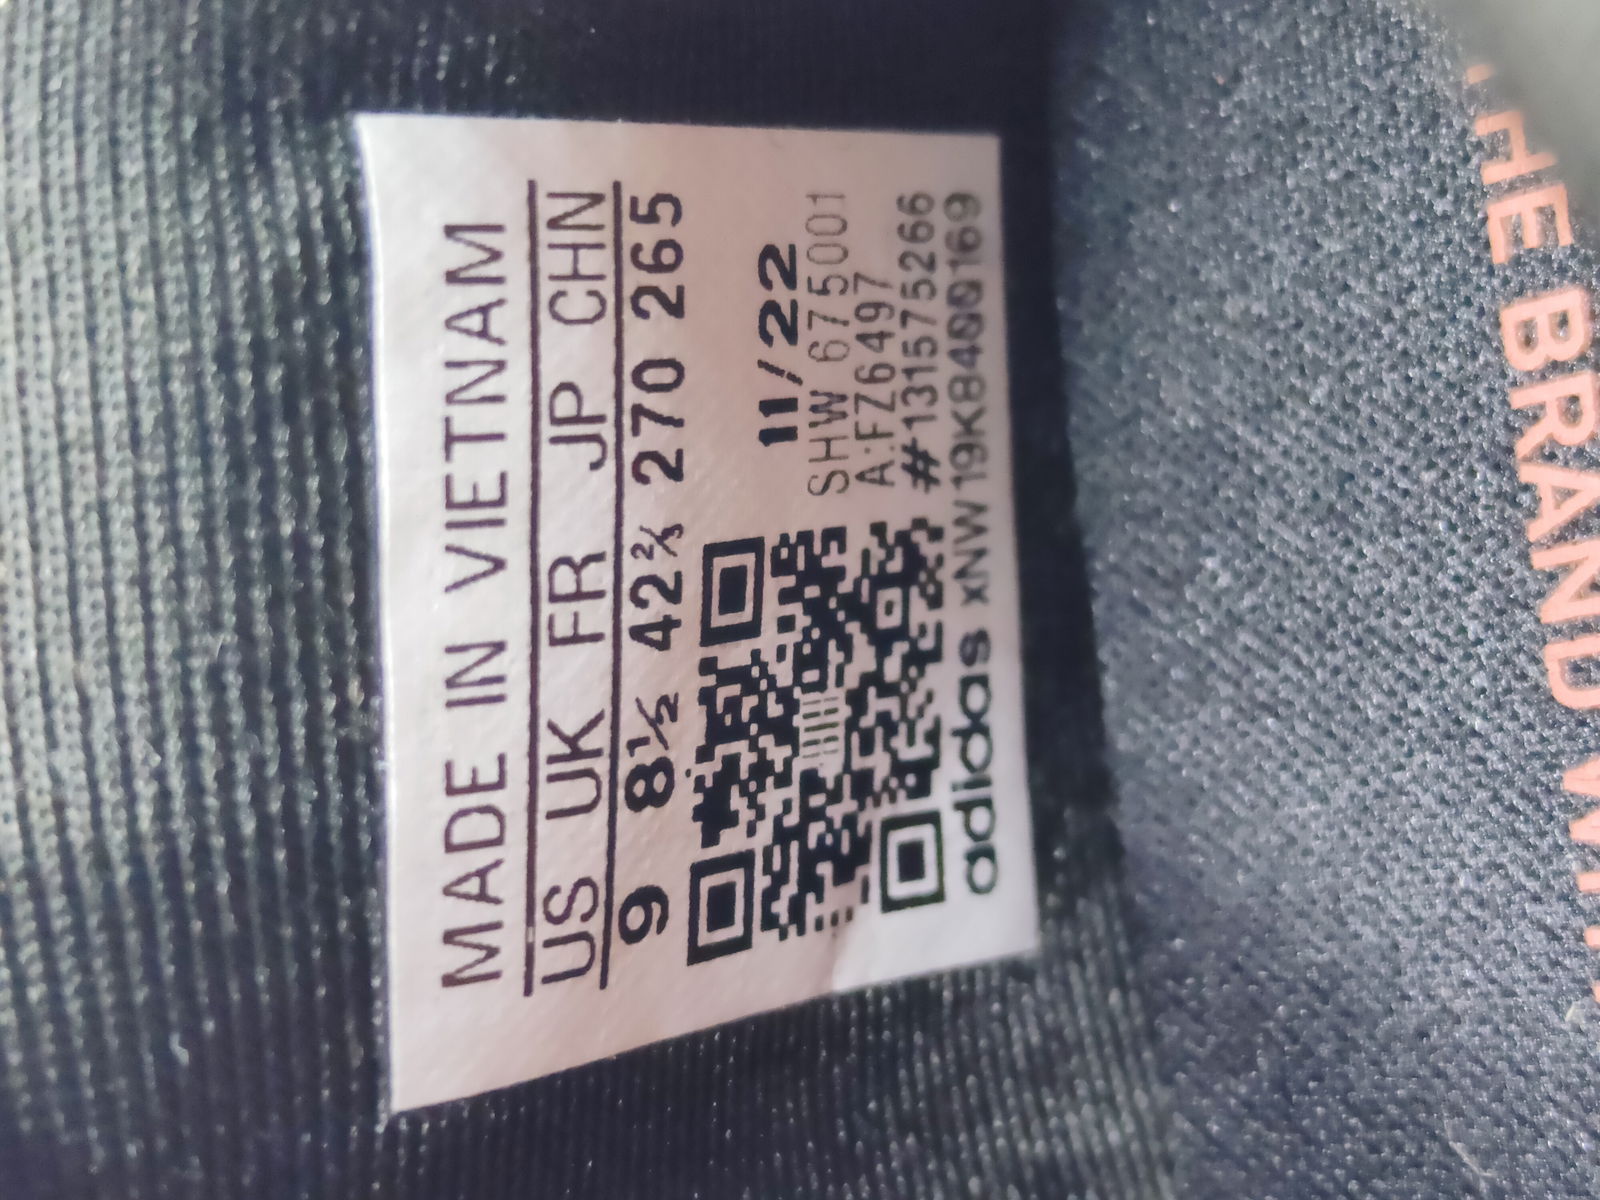 MADE IN VIETNAM
US UK FR JP CHN
9 8½ 42⅔ 270 265
11/22
SHW 675001
A:FZ6497
#131575266
adidas xNW19K8400169
THE BRAND